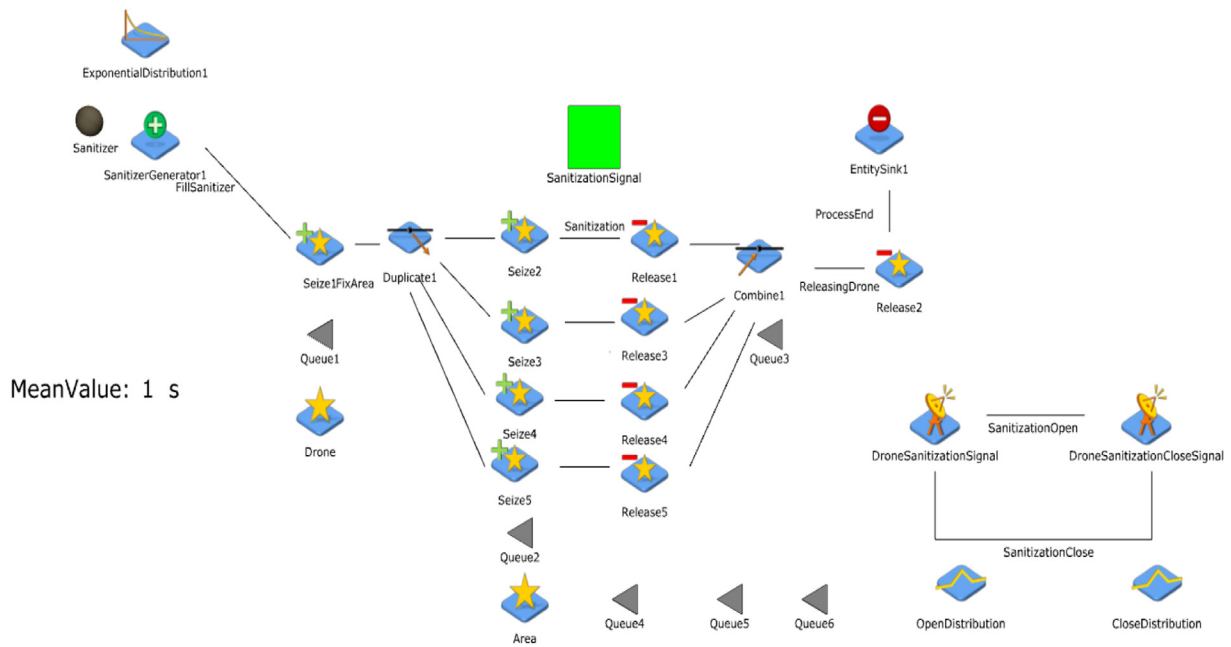 ExponentialDistribution1
Sanitizer
SanitizerGenerator1
FillSanitizer
SanitizationSignal
EntitySink1
ProcessEnd
Sanitization
Seize1FixArea
Duplicate1
Seize2
Release1
Combine1
ReleasingDrone
Release2
Queue1
Seize3
Release3
Queue3
MeanValue: 1 s
Drone
Seize4
Release4
SanitizationOpen
DroneSanitizationSignal
DroneSanitizationCloseSignal
Seize5
Release5
Queue2
SanitizationClose
Area
Queue4
Queue5
Queue6
OpenDistribution
CloseDistribution